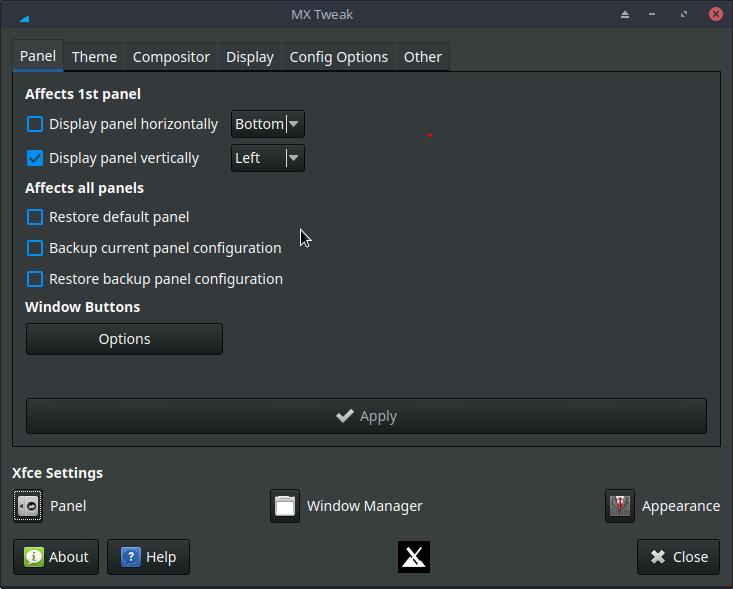 MX Tweak
Panel Theme Compositor Display Config Options Other
Affects 1st panel
Display panel horizontally Bottom
Display panel vertically Left
Affects all panels
Restore default panel
Backup current panel configuration
Restore backup panel configuration
Window Buttons
Options
Apply
Xfce Settings
Panel Window Manager Appearance
About Help Close